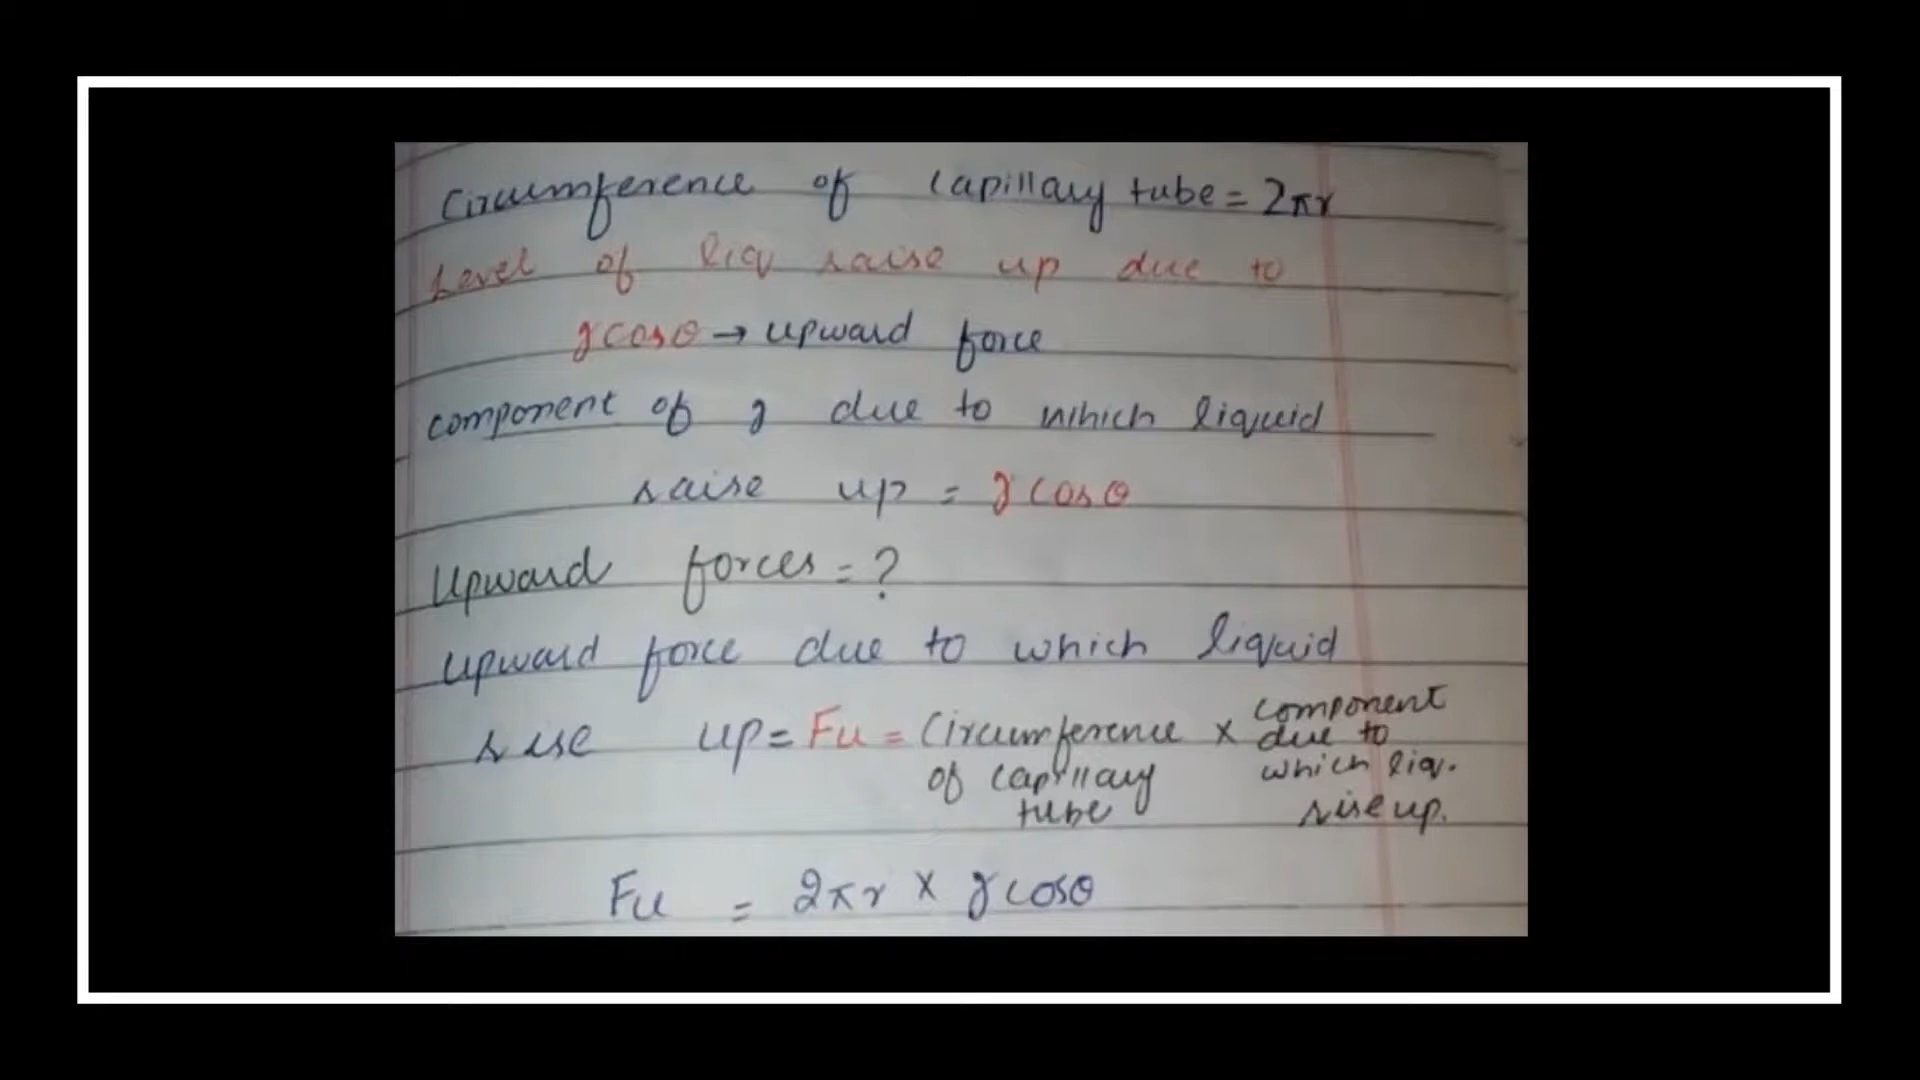 Circumference of capillary tube = 2πr
Level of liq raise up due to
γcosθ → upward force
component of γ due to which liquid
raise up = γcosθ
Upward forces = ?
upward force due to which liquid
rise up = Fu = Circumference of capillary tube × component due to which liq. rise up.
Fu = 2πr × γcosθ